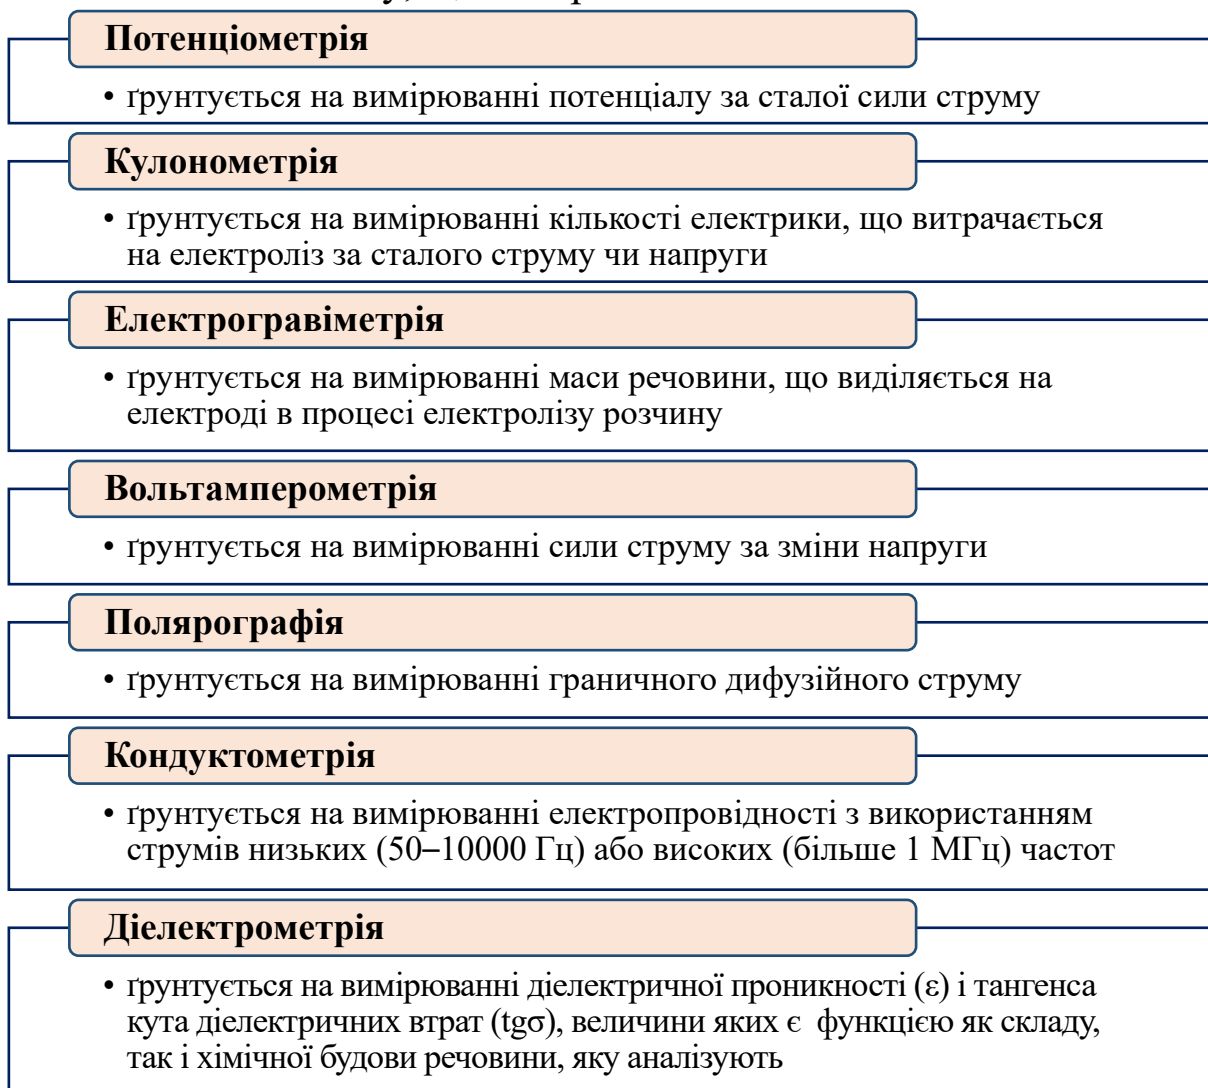 Потенціометрія
• ґрунтується на вимірюванні потенціалу за сталої сили струму
Кулонометрія
• ґрунтується на вимірюванні кількості електрики, що витрачається
на електроліз за сталого струму чи напруги
Електрогравіметрія
• ґрунтується на вимірюванні маси речовини, що виділяється на
електроді в процесі електролізу розчину
Вольтамперометрія
• ґрунтується на вимірюванні сили струму за зміни напруги
Полярографія
• ґрунтується на вимірюванні граничного дифузійного струму
Кондуктометрія
• ґрунтується на вимірюванні електропровідності з використанням
струмів низьких (50–10000 Гц) або високих (більше 1 МГц) частот
Діелектрометрія
• ґрунтується на вимірюванні діелектричної проникності (ε) і тангенса
кута діелектричних втрат (tgσ), величини яких є функцією як складу,
так і хімічної будови речовини, яку аналізують